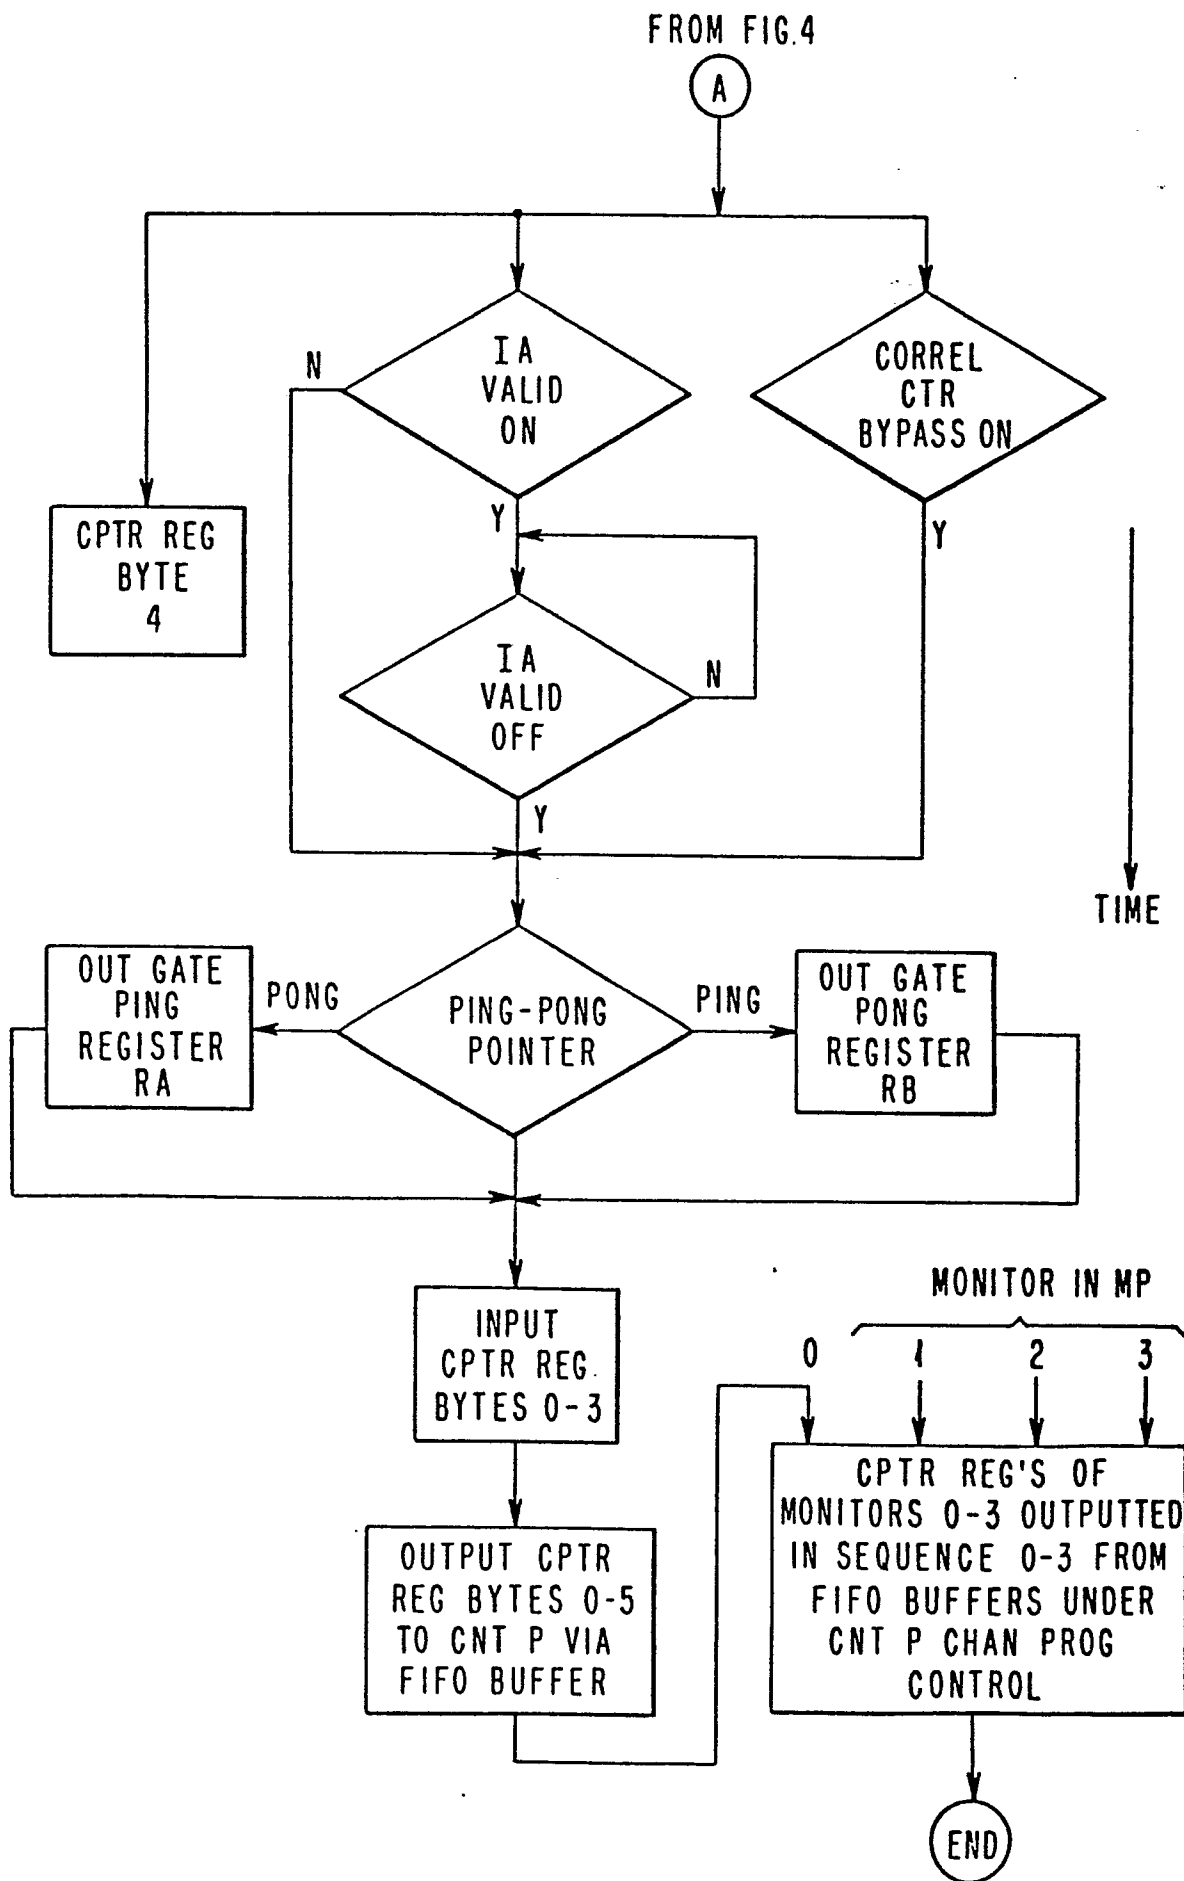 FROM FIG.4
A
I A
VALID
ON
N
Y
CORREL
CTR
BYPASS ON
Y
CPTR REG
BYTE
4
I A
VALID
OFF
N
Y
TIME
OUT GATE
PING
REGISTER
RA
PONG
PING-PONG
POINTER
PING
OUT GATE
PONG
REGISTER
RB
INPUT
CPTR REG.
BYTES 0-3
MONITOR IN MP
0 1 2 3
OUTPUT CPTR
REG BYTES 0-5
TO CNT P VIA
FIFO BUFFER
CPTR REG'S OF
MONITORS 0-3 OUTPUTTED
IN SEQUENCE 0-3 FROM
FIFO BUFFERS UNDER
CNT P CHAN PROG
CONTROL
END